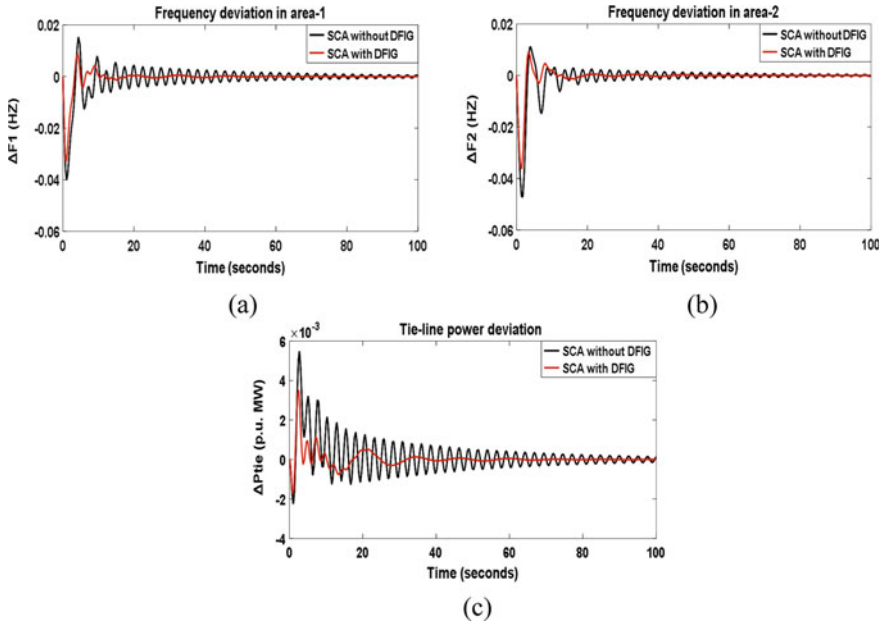 Frequency deviation in area-1
SCA without DFIG
SCA with DFIG
ΔF1 (HZ)
0.02
0
-0.02
-0.04
-0.06
0 20 40 60 80 100
Time (seconds)
(a)
Frequency deviation in area-2
SCA without DFIG
SCA with DFIG
ΔF2 (HZ)
0.02
0
-0.02
-0.04
-0.06
0 20 40 60 80 100
Time (seconds)
(b)
Tie-line power deviation
×10⁻³
SCA without DFIG
SCA with DFIG
ΔPtie (p.u. MW)
6
4
2
0
-2
-4
0 20 40 60 80 100
Time (seconds)
(c)